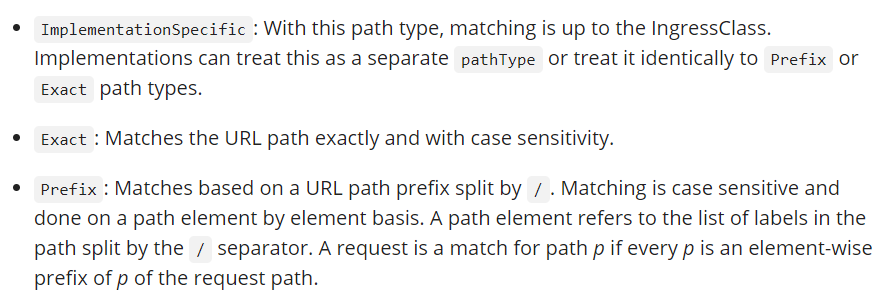 ImplementationSpecific: With this path type, matching is up to the IngressClass.
Implementations can treat this as a separate pathType or treat it identically to Prefix or
Exact path types.
Exact: Matches the URL path exactly and with case sensitivity.
Prefix: Matches based on a URL path prefix split by /. Matching is case sensitive and
done on a path element by element basis. A path element refers to the list of labels in the
path split by the / separator. A request is a match for path p if every p is an element-wise
prefix of p of the request path.